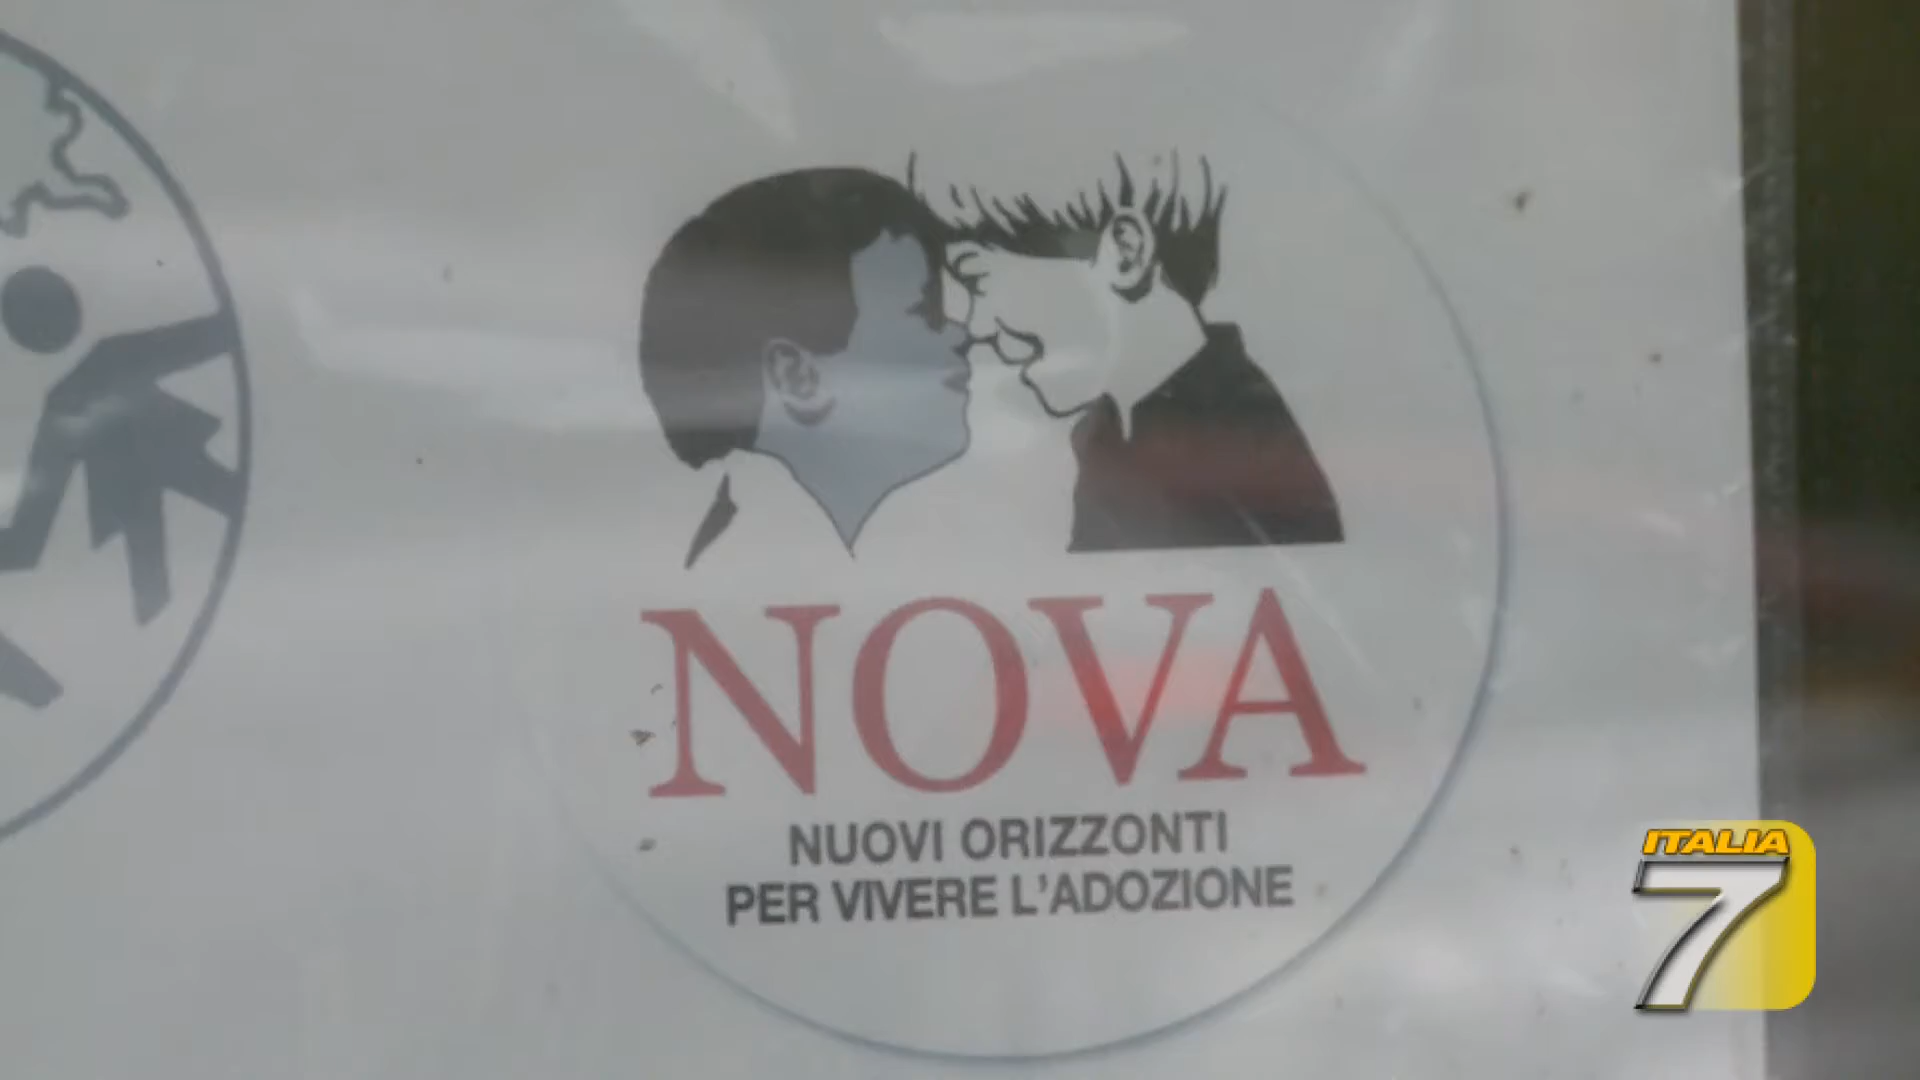 NOVA
NUOVI ORIZZONTI
PER VIVERE L'ADOZIONE
ITALIA
7